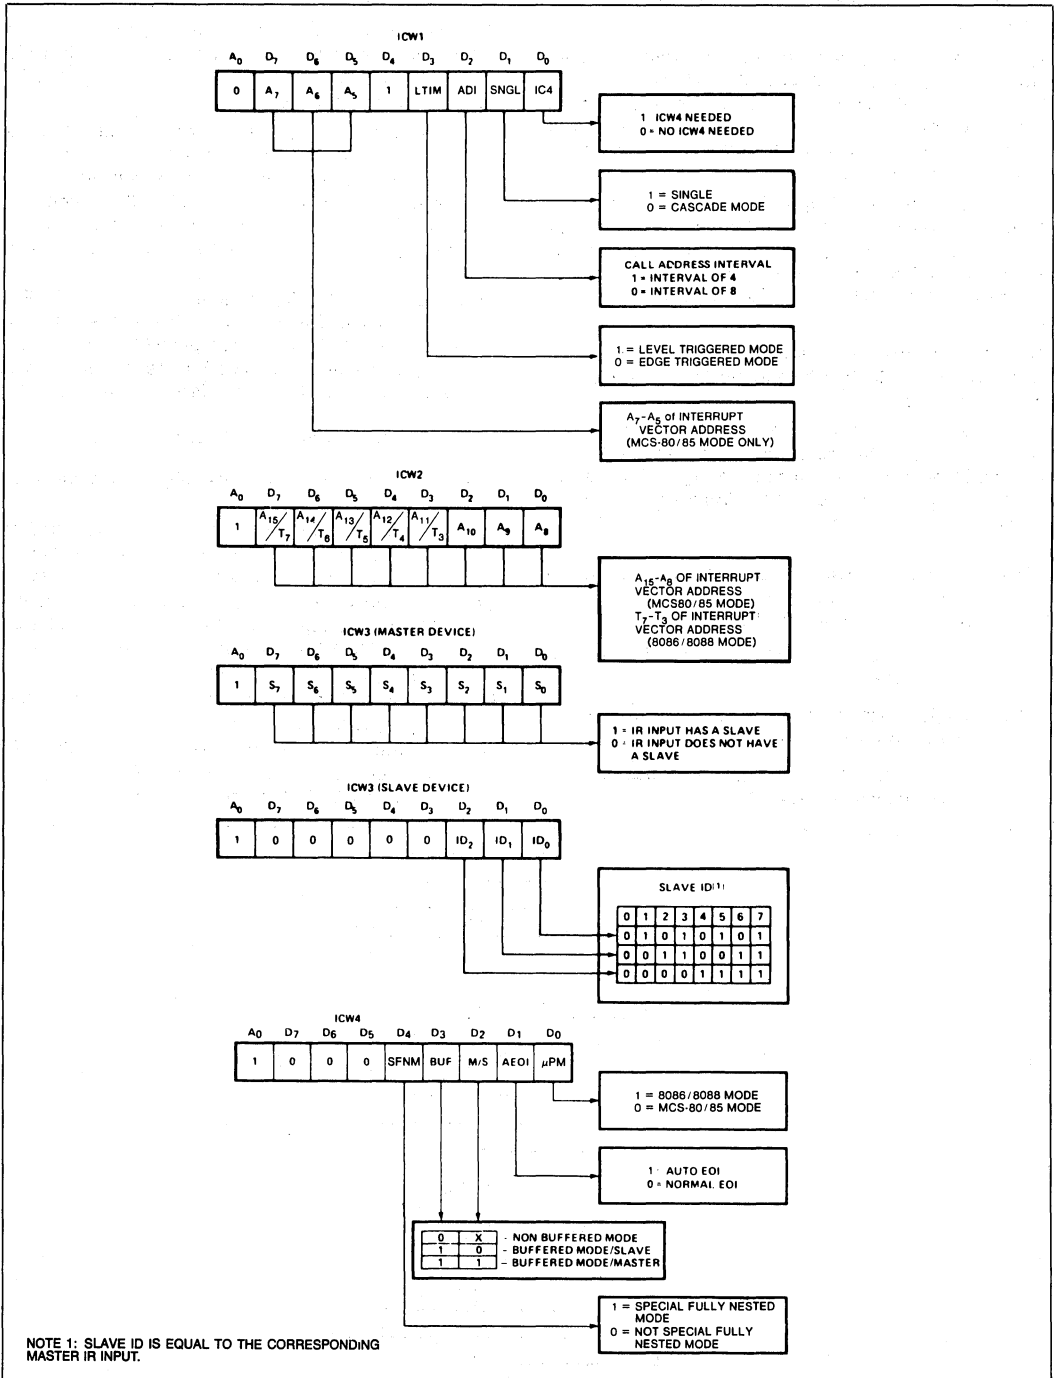 ICW1
A0 D7 D6 D5 D4 D3 D2 D1 D0
0 A7 A6 A5 1 LTIM ADI SNGL IC4
1 ICW4 NEEDED
0 = NO ICW4 NEEDED
1 = SINGLE
0 = CASCADE MODE
CALL ADDRESS INTERVAL
1 = INTERVAL OF 4
0 = INTERVAL OF 8
1 = LEVEL TRIGGERED MODE
0 = EDGE TRIGGERED MODE
A7-A5 of INTERRUPT
VECTOR ADDRESS
(MCS-80/85 MODE ONLY)
ICW2
A0 D7 D6 D5 D4 D3 D2 D1 D0
1 A15/T7 A14/T6 A13/T5 A12/T4 A11/T3 A10 A9 A8
A15-A8 OF INTERRUPT
VECTOR ADDRESS
(MCS80/85 MODE)
T7-T3 OF INTERRUPT
VECTOR ADDRESS
(8086/8088 MODE)
ICW3 (MASTER DEVICE)
A0 D7 D6 D5 D4 D3 D2 D1 D0
1 S7 S6 S5 S4 S3 S2 S1 S0
1 = IR INPUT HAS A SLAVE
0 = IR INPUT DOES NOT HAVE
A SLAVE
ICW3 (SLAVE DEVICE)
A0 D7 D6 D5 D4 D3 D2 D1 D0
1 0 0 0 0 0 ID2 ID1 ID0
SLAVE ID(1)
0 1 2 3 4 5 6 7
0 1 0 1 0 1 0 1
0 0 1 1 0 0 1 1
0 0 0 0 1 1 1 1
ICW4
A0 D7 D6 D5 D4 D3 D2 D1 D0
1 0 0 0 SFNM BUF M/S AEOI µPM
1 = 8086/8088 MODE
0 = MCS-80/85 MODE
1 AUTO EOI
0 = NORMAL EOI
0 X - NON BUFFERED MODE
1 0 - BUFFERED MODE/SLAVE
1 1 - BUFFERED MODE/MASTER
1 = SPECIAL FULLY NESTED
MODE
0 = NOT SPECIAL FULLY
NESTED MODE
NOTE 1: SLAVE ID IS EQUAL TO THE CORRESPONDING
MASTER IR INPUT.